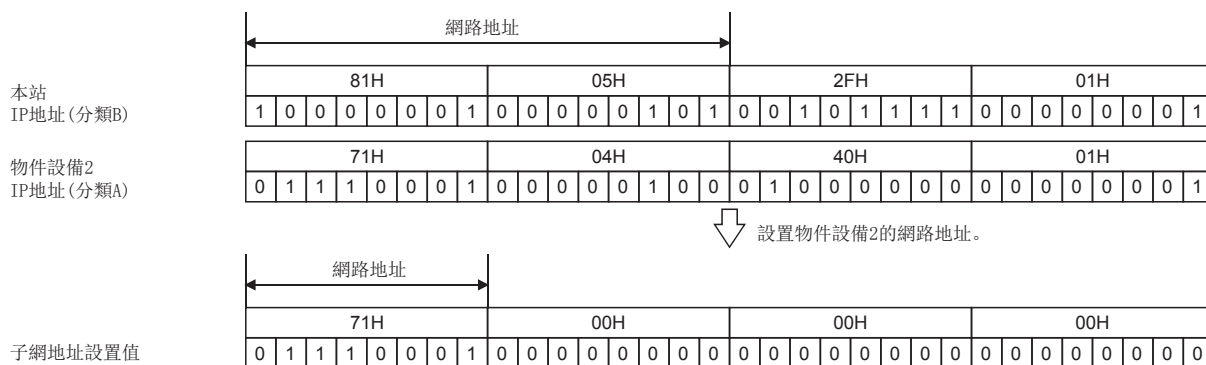 網路地址
81H 05H 2FH 01H
本站
IP地址(分類B)
1 0 0 0 0 0 0 1 0 0 0 0 0 1 0 1 0 0 1 0 1 1 1 1 0 0 0 0 0 0 0 1
71H 04H 40H 01H
物件設備2
IP地址(分類A)
0 1 1 1 0 0 0 1 0 0 0 0 0 1 0 0 0 1 0 0 0 0 0 0 0 0 0 0 0 0 0 1
設置物件設備2的網路地址。
網路地址
71H 00H 00H 00H
子網地址設置值
0 1 1 1 0 0 0 1 0 0 0 0 0 0 0 0 0 0 0 0 0 0 0 0 0 0 0 0 0 0 0 0